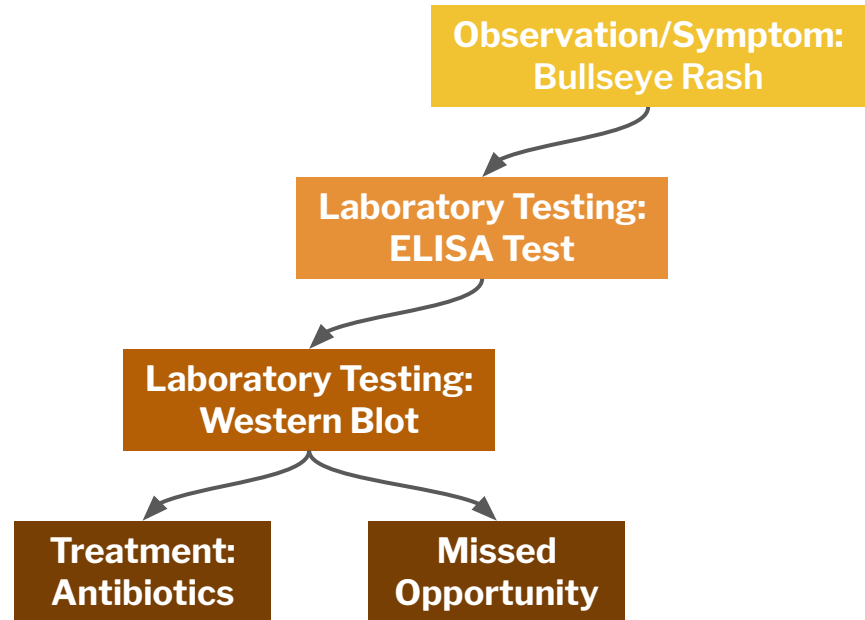 Observation/Symptom:
Bullseye Rash
Laboratory Testing:
ELISA Test
Laboratory Testing:
Western Blot
Treatment:
Antibiotics
Missed
Opportunity